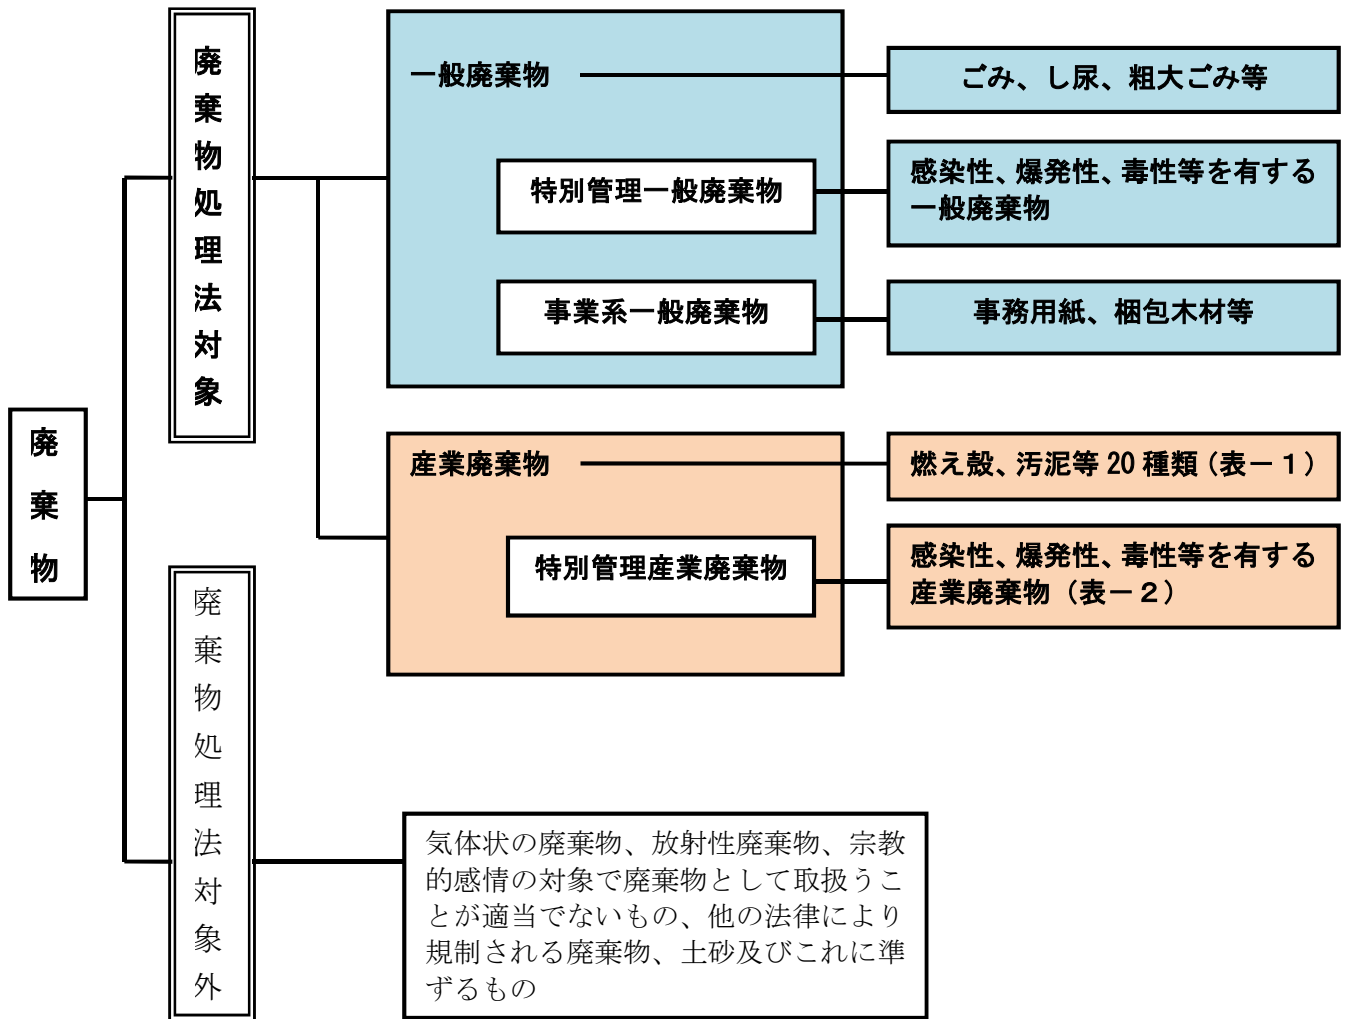 廃棄物
廃棄物処理法対象
一般廃棄物
ごみ、し尿、粗大ごみ等
特別管理一般廃棄物
感染性、爆発性、毒性等を有する
一般廃棄物
事業系一般廃棄物
事務用紙、梱包木材等
産業廃棄物
燃え殻、汚泥等 20 種類(表－１)
特別管理産業廃棄物
感染性、爆発性、毒性等を有する
産業廃棄物（表－２）
廃棄物処理法対象外
気体状の廃棄物、放射性廃棄物、宗教
的感情の対象で廃棄物として取扱うこ
とが適当でないもの、他の法律により
規制される廃棄物、土砂及びこれに準
ずるもの